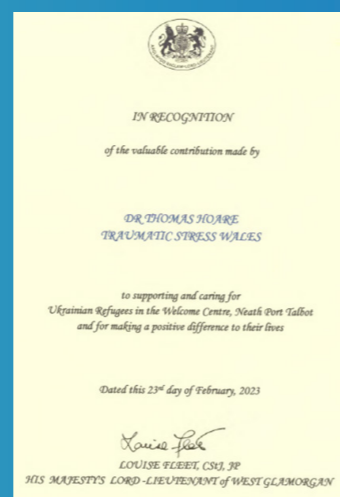 IN RECOGNITION
of the valuable contribution made by
DR THOMAS HOARE
TRAUMATIC STRESS WALES
to supporting and caring for
Ukrainian Refugees in the Welcome Centre, Neath Port Talbot
and for making a positive difference to their lives
Dated this 23rd day of February, 2023
Louise Fleet
LOUISE FLEET, CStJ, JP
HIS MAJESTY'S LORD-LIEUTENANT of WEST GLAMORGAN